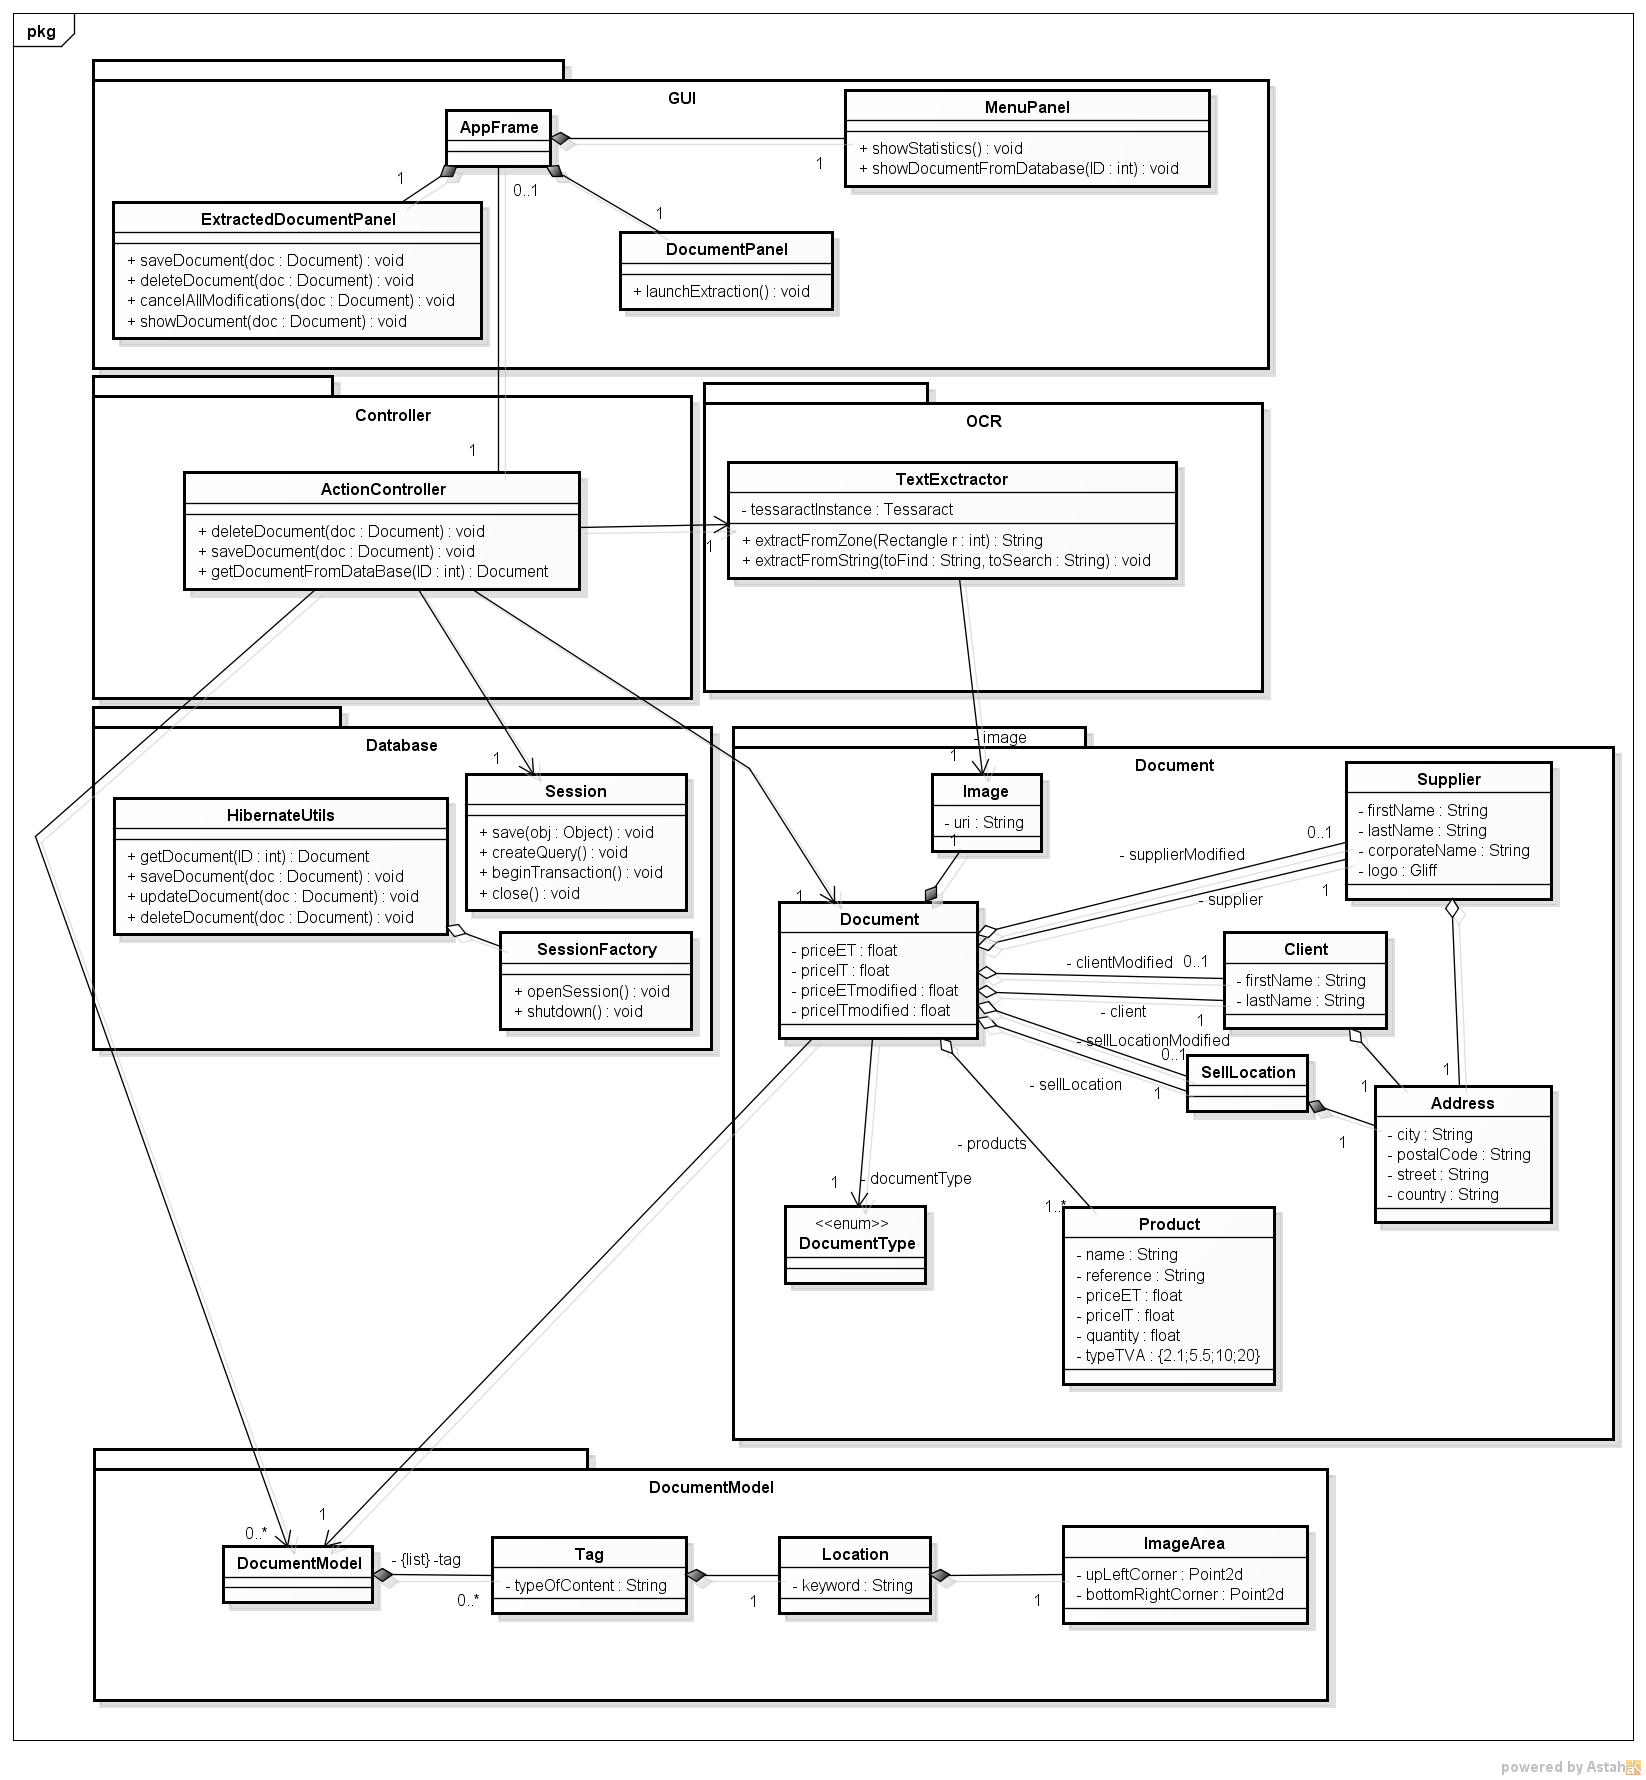 pkg
GUI
AppFrame
MenuPanel
+ showStatistics() : void
+ showDocumentFromDatabase(ID : int) : void
1
1
0..1
1
ExtractedDocumentPanel
+ saveDocument(doc : Document) : void
+ deleteDocument(doc : Document) : void
+ cancelAllModifications(doc : Document) : void
+ showDocument(doc : Document) : void
DocumentPanel
+ launchExtraction() : void
Controller
1
ActionController
+ deleteDocument(doc : Document) : void
+ saveDocument(doc : Document) : void
+ getDocumentFromDataBase(ID : int) : Document
OCR
TextExctractor
- tessaractInstance : Tessaract
+ extractFromZone(Rectangle r : int) : String
+ extractFromString(toFind : String, toSearch : String) : void
1
Database
1
Session
+ save(obj : Object) : void
+ createQuery() : void
+ beginTransaction() : void
+ close() : void
HibernateUtils
+ getDocument(ID : int) : Document
+ saveDocument(doc : Document) : void
+ updateDocument(doc : Document) : void
+ deleteDocument(doc : Document) : void
SessionFactory
+ openSession() : void
+ shutdown() : void
Document
- image
1
Image
- uri : String
1
1
Document
- priceET : float
- priceIT : float
- priceETmodified : float
- priceITmodified : float
Supplier
- firstName : String
- lastName : String
- corporateName : String
- logo : Gliff
0..1
- supplierModified
1
- supplier
Client
- firstName : String
- lastName : String
- clientModified
0..1
- client
1
- sellLocationModified
0..1
- sellLocation
1
SellLocation
1
1
1
Address
- city : String
- postalCode : String
- street : String
- country : String
- products
1..*
1
- documentType
<<enum>>
DocumentType
Product
- name : String
- reference : String
- priceET : float
- priceIT : float
- quantity : float
- typeTVA : {2.1;5.5;10;20}
DocumentModel
1
0..*
DocumentModel
- {list} -tag
0..*
Tag
- typeOfContent : String
1
Location
- keyword : String
1
ImageArea
- upLeftCorner : Point2d
- bottomRightCorner : Point2d
powered by Astah